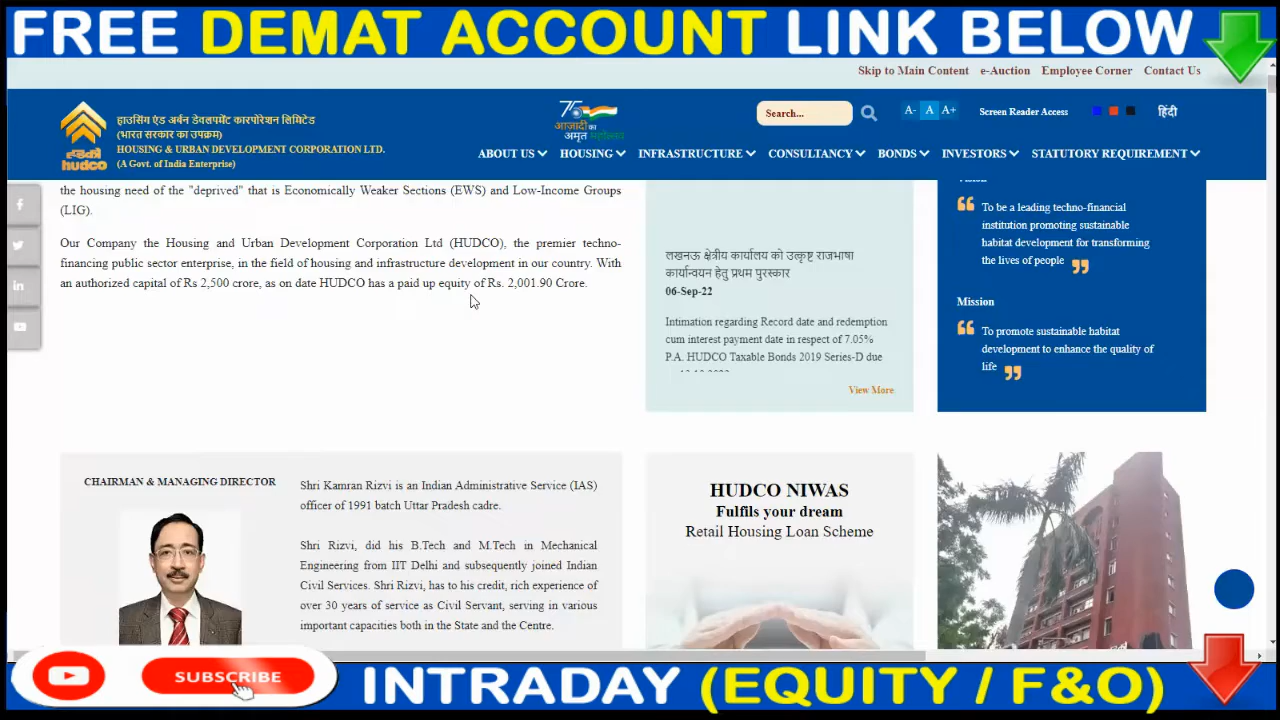 FREE DEMAT ACCOUNT LINK BELOW
Skip to Main Content e-Auction Employee Corner Contact Us
हाउसिंग एंड अर्बन डेवलपमेंट कारपोरेशन लिमिटेड
(भारत सरकार का उपक्रम)
HOUSING & URBAN DEVELOPMENT CORPORATION LTD.
(A Govt. of India Enterprise)
हडको
hudco
75
आज़ादी का
अमृत महोत्सव
Search...
A- A A+
Screen Reader Access
हिंदी
ABOUT US HOUSING INFRASTRUCTURE CONSULTANCY BONDS INVESTORS STATUTORY REQUIREMENT
the housing need of the "deprived" that is Economically Weaker Sections (EWS) and Low-Income Groups
(LIG).
Our Company the Housing and Urban Development Corporation Ltd (HUDCO), the premier techno-
financing public sector enterprise, in the field of housing and infrastructure development in our country. With
an authorized capital of Rs 2,500 crore, as on date HUDCO has a paid up equity of Rs. 2,001.90 Crore.
लखनऊ क्षेत्रीय कार्यालय को उत्कृष्ट राजभाषा
कार्यान्वयन हेतु प्रथम पुरस्कार
06-Sep-22
Intimation regarding Record date and redemption
cum interest payment date in respect of 7.05%
P.A. HUDCO Taxable Bonds 2019 Series-D due
View More
To be a leading techno-financial
institution promoting sustainable
habitat development for transforming
the lives of people
Mission
To promote sustainable habitat
development to enhance the quality of
life
CHAIRMAN & MANAGING DIRECTOR
Shri Kamran Rizvi is an Indian Administrative Service (IAS)
officer of 1991 batch Uttar Pradesh cadre.
Shri Rizvi, did his B.Tech and M.Tech in Mechanical
Engineering from IIT Delhi and subsequently joined Indian
Civil Services. Shri Rizvi, has to his credit, rich experience of
over 30 years of service as Civil Servant, serving in various
important capacities both in the State and the Centre.
HUDCO NIWAS
Fulfils your dream
Retail Housing Loan Scheme
SUBSCRIBE
INTRADAY (EQUITY / F&O)